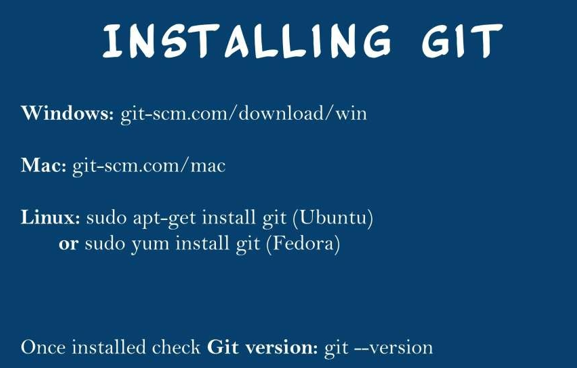 INSTALLING GIT
Windows: git-scm.com/download/win
Mac: git-scm.com/mac
Linux: sudo apt-get install git (Ubuntu)
or sudo yum install git (Fedora)
Once installed check Git version: git --version